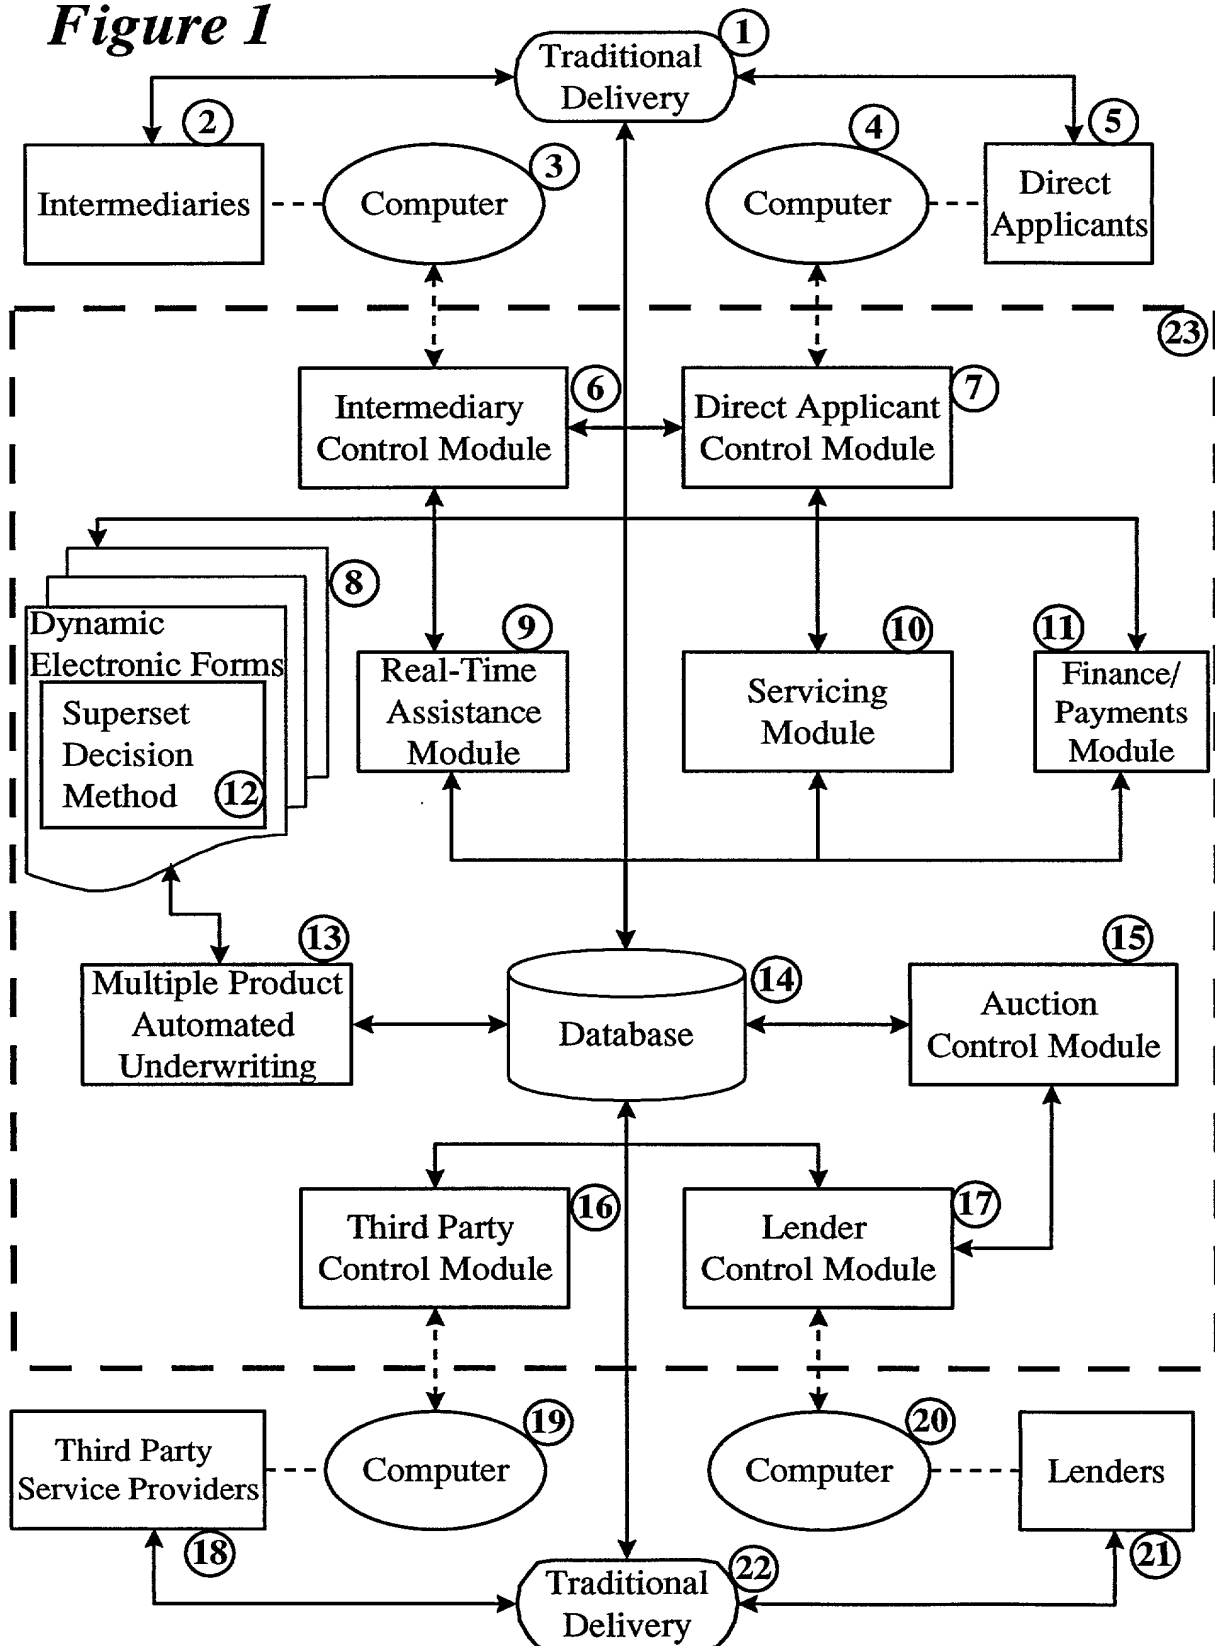 Figure 1
1
Traditional
Delivery
2
Intermediaries
3
Computer
4
Computer
5
Direct
Applicants
23
6
Intermediary
Control Module
7
Direct Applicant
Control Module
8
Dynamic
Electronic Forms
Superset
Decision
Method
12
9
Real-Time
Assistance
Module
10
Servicing
Module
11
Finance/
Payments
Module
13
Multiple Product
Automated
Underwriting
14
Database
15
Auction
Control Module
16
Third Party
Control Module
17
Lender
Control Module
Third Party
Service Providers
18
19
Computer
20
Computer
Lenders
21
22
Traditional
Delivery